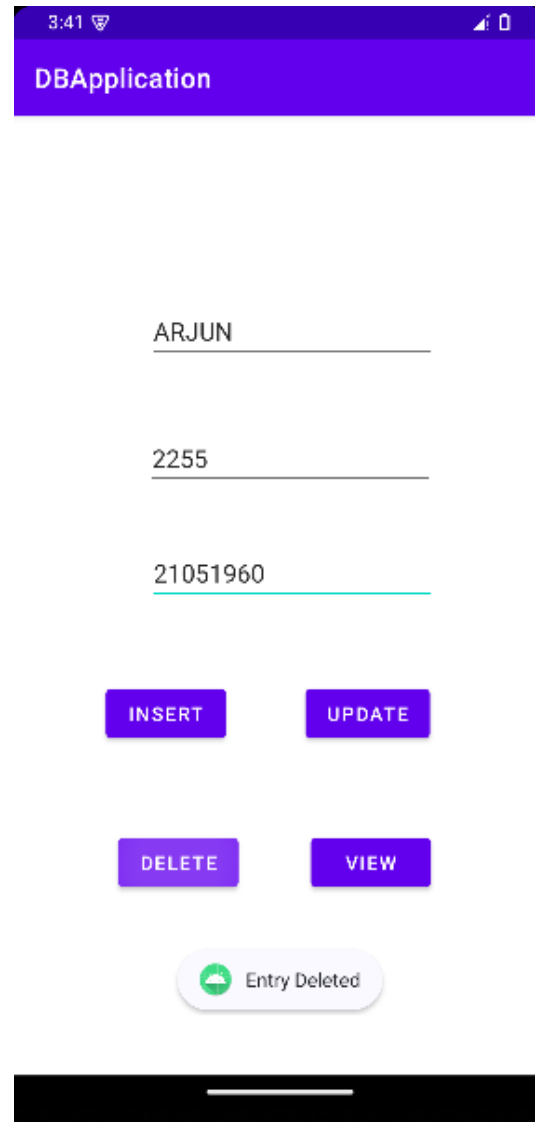 3:41
DBApplication
ARJUN
2255
21051960
INSERT UPDATE
DELETE VIEW
Entry Deleted